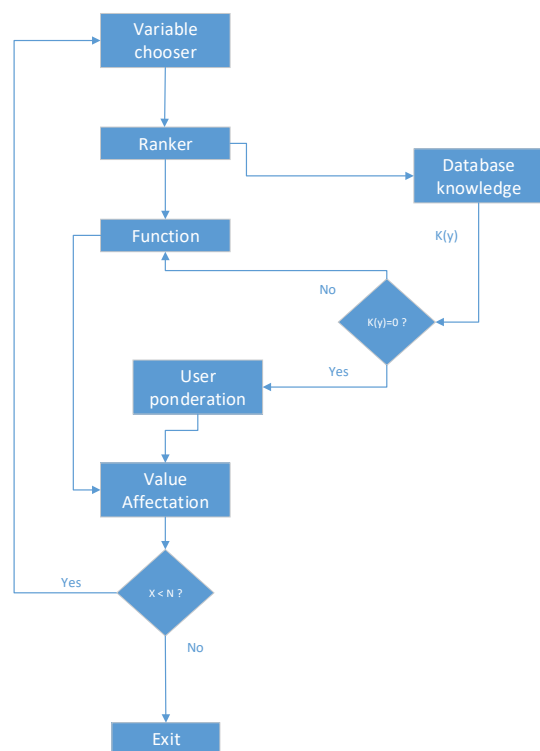 Variable
chooser
Ranker
Database
knowledge
Function
K(y)
No
K(y)=0 ?
Yes
User
ponderation
Value
Affectation
Yes
X < N ?
No
Exit